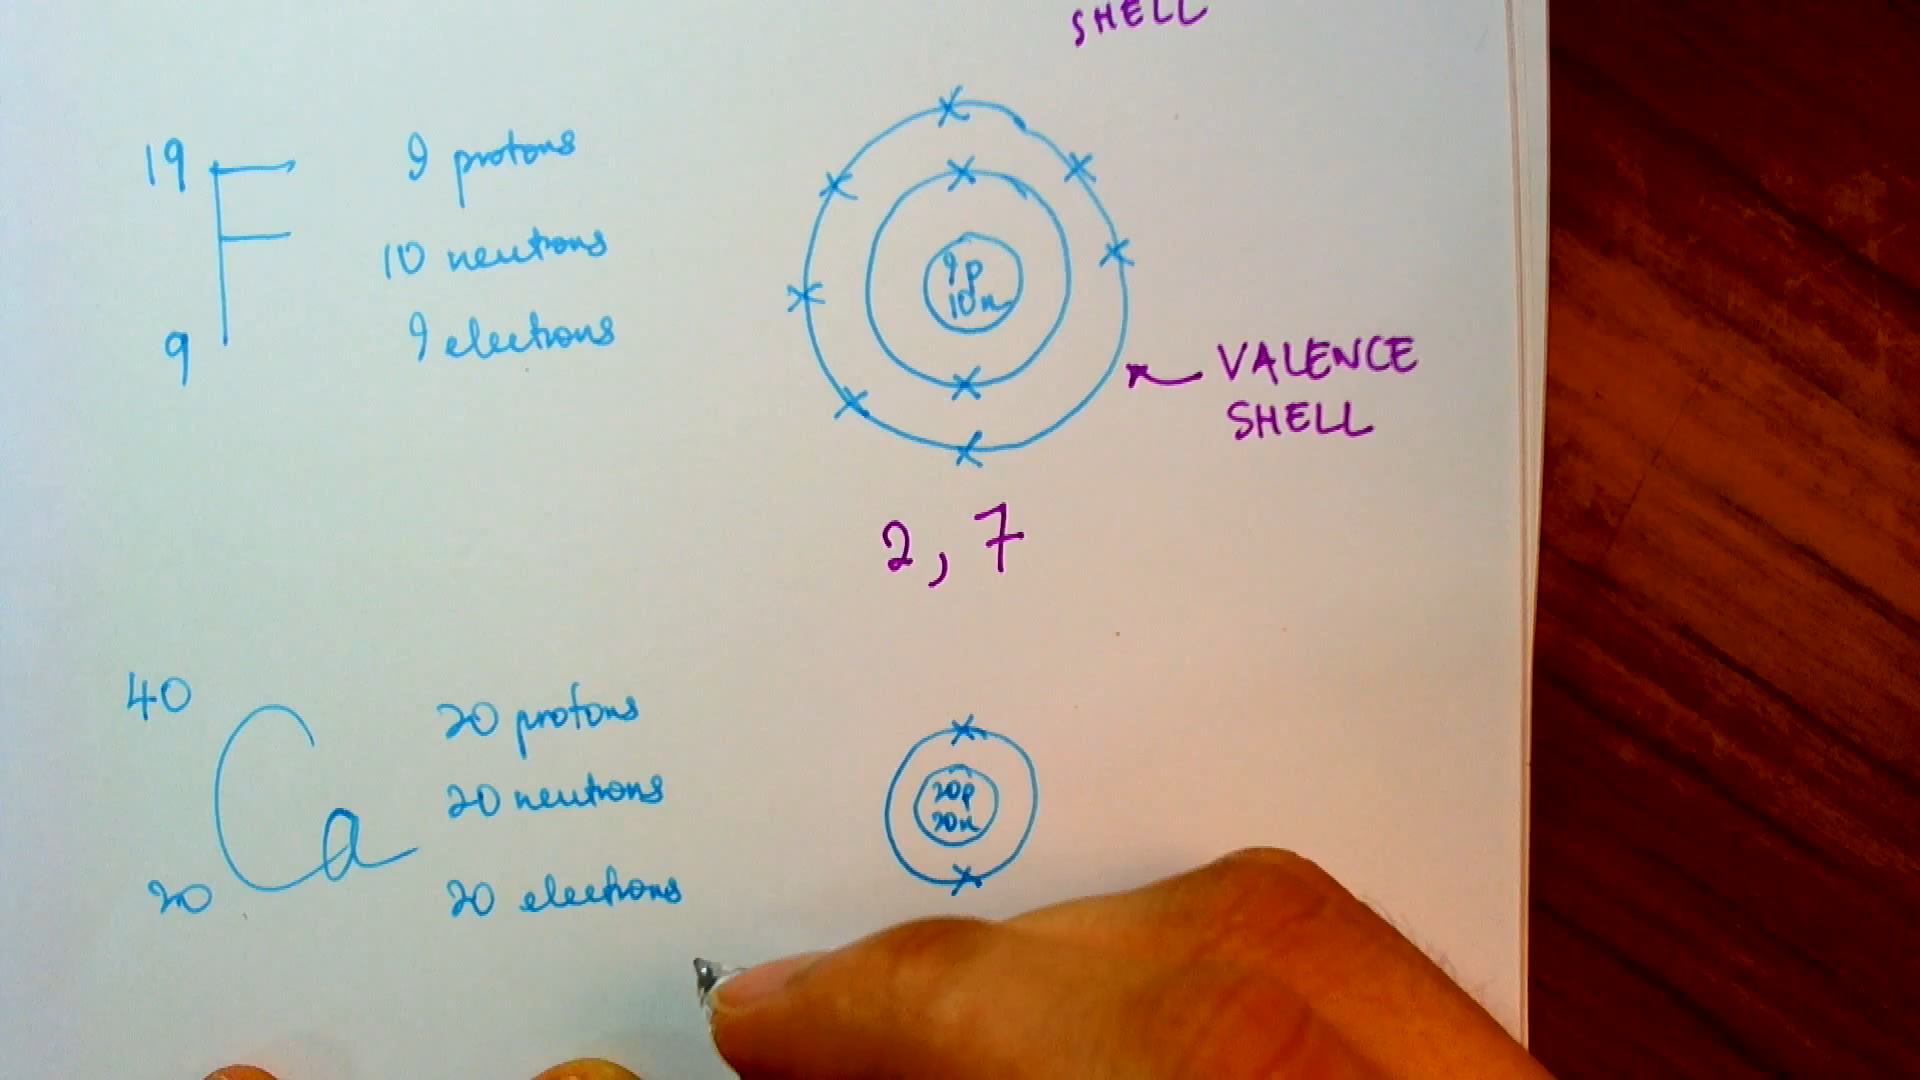 SHELL
19
F
9
9 protons
10 neutrons
9 electrons
9p
10n
VALENCE
SHELL
2, 7
40
Ca
20
20 protons
20 neutrons
20 electrons
20p
20n